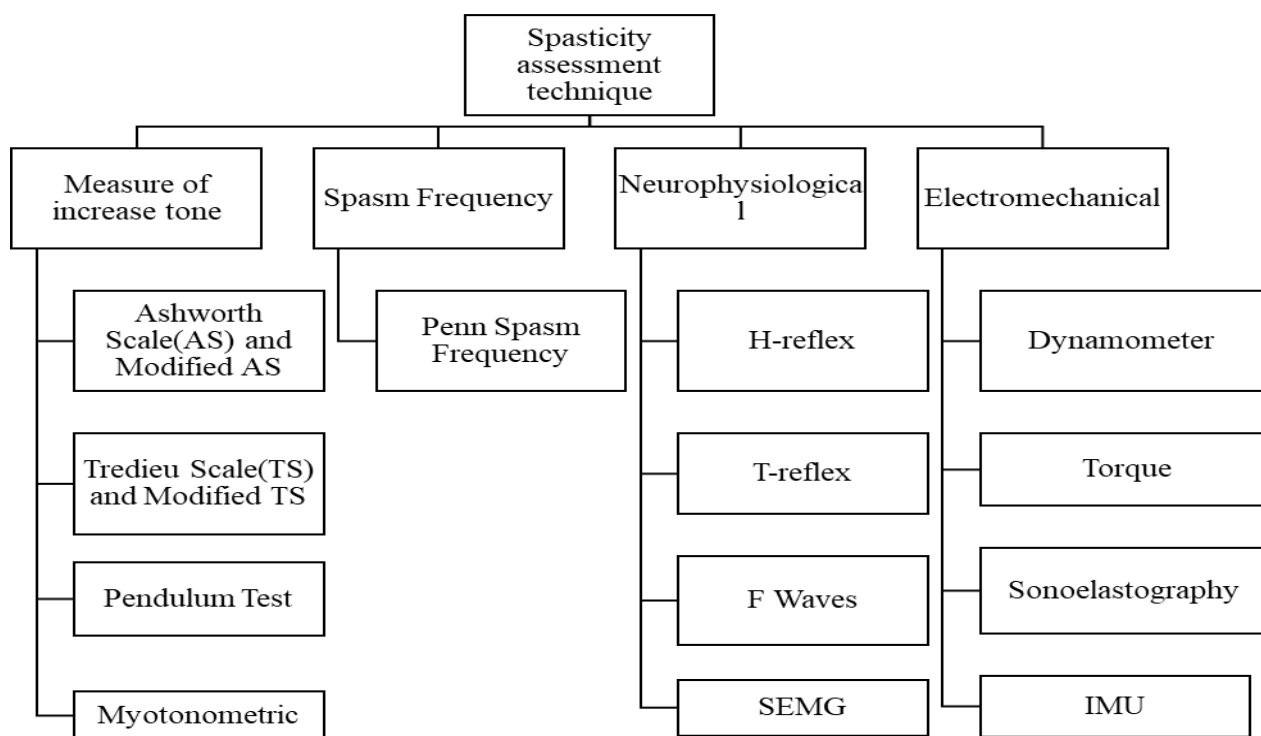 Spasticity
assessment
technique
Measure of
increase tone
Spasm Frequency
Neurophysiologica
l
Electromechanical
Ashworth
Scale(AS) and
Modified AS
Penn Spasm
Frequency
H-reflex
Dynamometer
Tredieu Scale(TS)
and Modified TS
T-reflex
Torque
Pendulum Test
F Waves
Sonoelastography
Myotonometric
SEMG
IMU